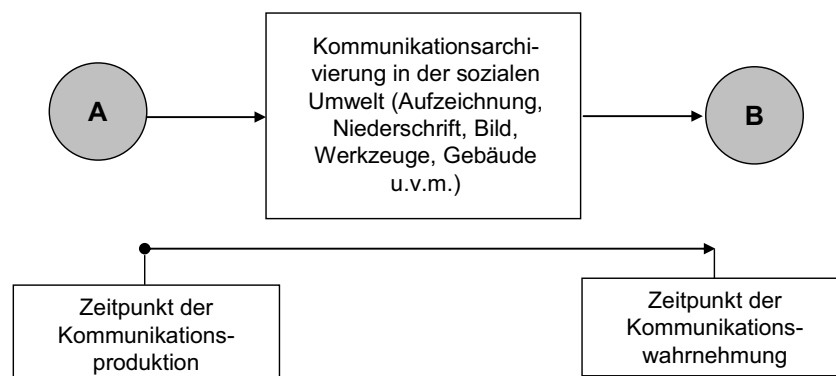 A
Kommunikationsarchi-
vierung in der sozialen
Umwelt (Aufzeichnung,
Niederschrift, Bild,
Werkzeuge, Gebäude
u.v.m.)
B
Zeitpunkt der
Kommunikations-
produktion
Zeitpunkt der
Kommunikations-
wahrnehmung